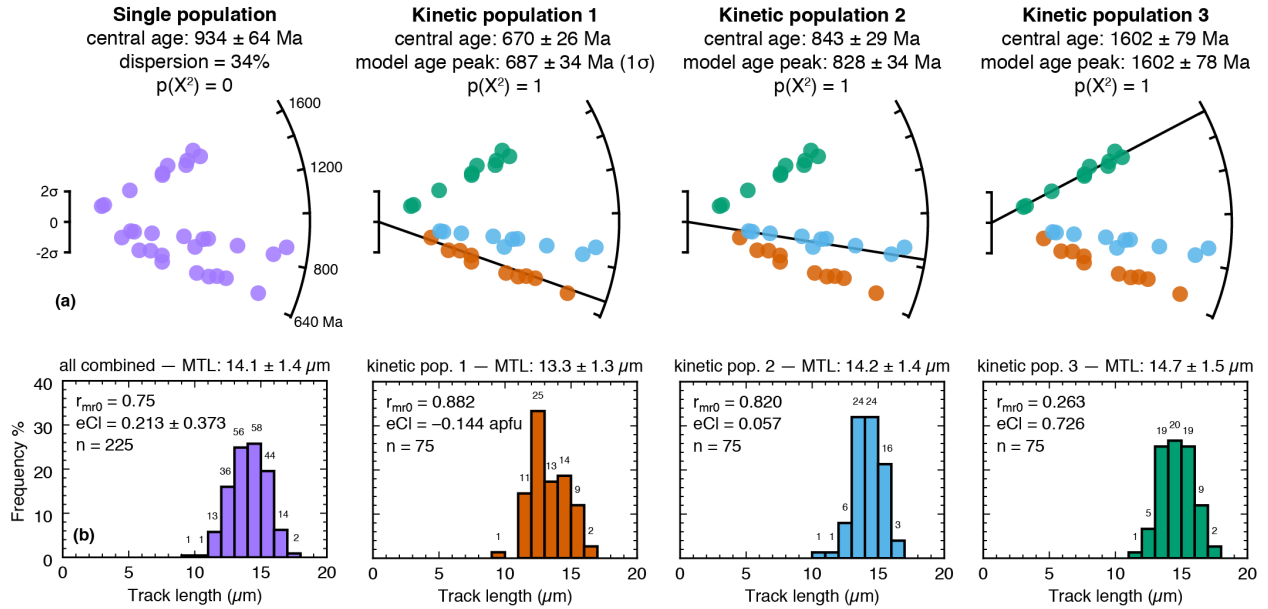 Single population
central age: 934 ± 64 Ma
dispersion = 34%
p(X²) = 0
Kinetic population 1
central age: 670 ± 26 Ma
model age peak: 687 ± 34 Ma (1σ)
p(X²) = 1
Kinetic population 2
central age: 843 ± 29 Ma
model age peak: 828 ± 34 Ma
p(X²) = 1
Kinetic population 3
central age: 1602 ± 79 Ma
model age peak: 1602 ± 78 Ma
p(X²) = 1
1600
1200
800
640 Ma
2σ
0
-2σ
(a)
all combined — MTL: 14.1 ± 1.4 µm
kinetic pop. 1 — MTL: 13.3 ± 1.3 µm
kinetic pop. 2 — MTL: 14.2 ± 1.4 µm
kinetic pop. 3 — MTL: 14.7 ± 1.5 µm
Frequency %
40
30
20
10
0
rmr0 = 0.75
eCl = 0.213 ± 0.373
n = 225
1 1 13 36 56 58 44 14 2
(b)
0 5 10 15 20
Track length (µm)
rmr0 = 0.882
eCl = −0.144 apfu
n = 75
1 11 25 13 14 9 2
0 5 10 15 20
Track length (µm)
rmr0 = 0.820
eCl = 0.057
n = 75
1 1 6 24 24 16 3
0 5 10 15 20
Track length (µm)
rmr0 = 0.263
eCl = 0.726
n = 75
1 5 19 20 19 9 2
0 5 10 15 20
Track length (µm)